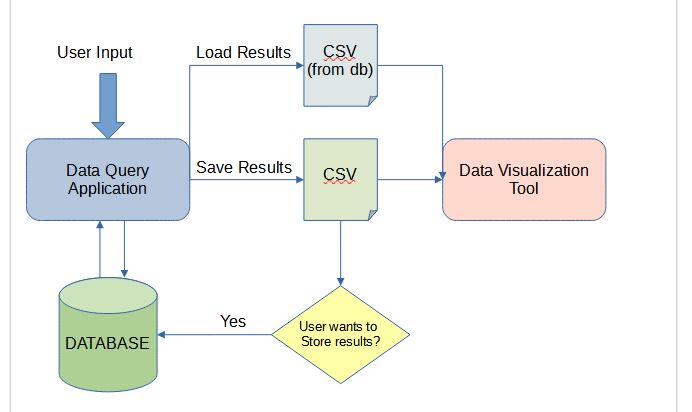 User Input
Load Results
CSV
(from db)
Data Query
Application
Save Results
CSV
Data Visualization
Tool
DATABASE
Yes
User wants to
Store results?